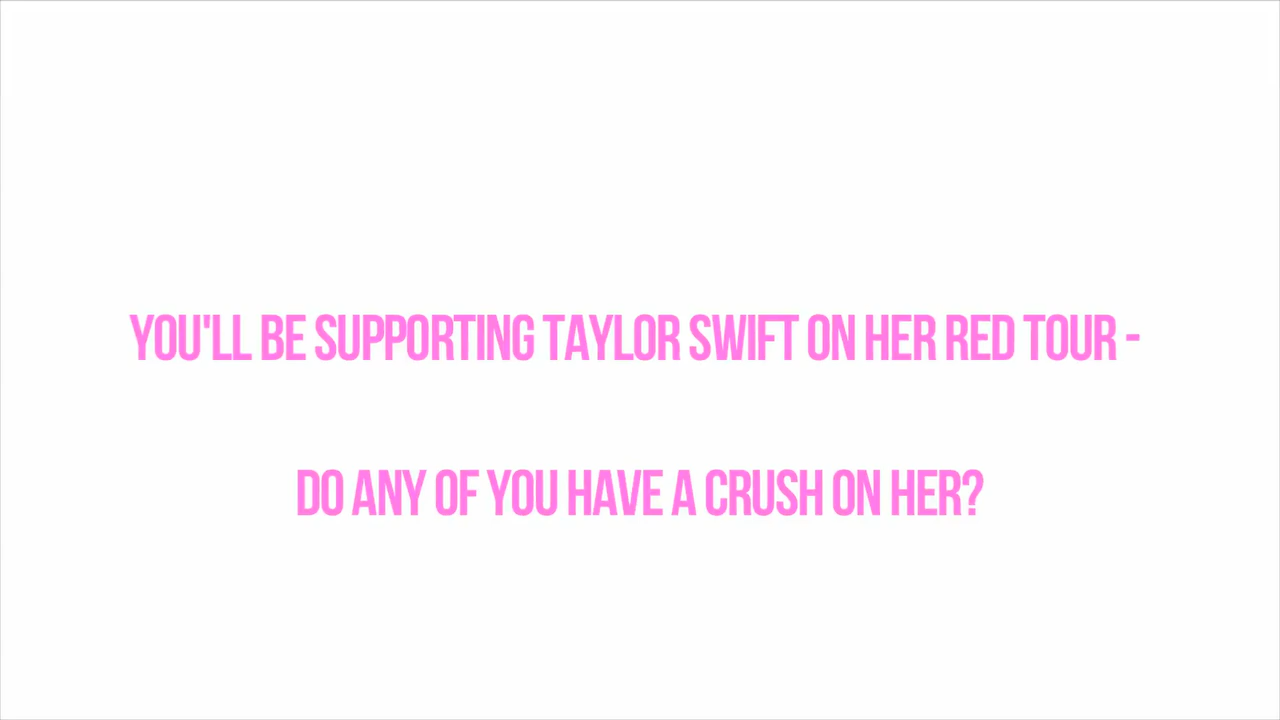 YOU'LL BE SUPPORTING TAYLOR SWIFT ON HER RED TOUR -
DO ANY OF YOU HAVE A CRUSH ON HER?